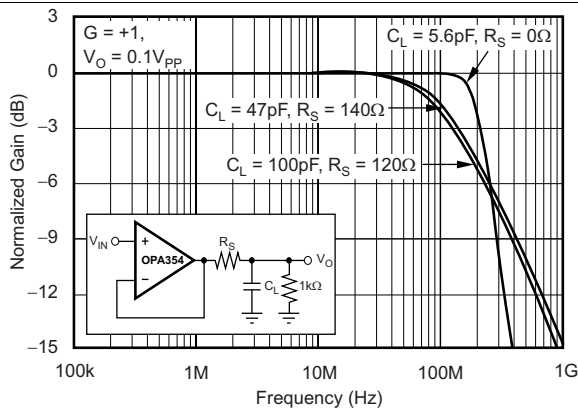 3
0
−3
−6
−9
−12
−15
Normalized Gain (dB)
G = +1,
V_O = 0.1V_PP
C_L = 5.6pF, R_S = 0Ω
C_L = 47pF, R_S = 140Ω
C_L = 100pF, R_S = 120Ω
V_IN
+
−
OPA354
R_S
V_O
C_L
1kΩ
100k
1M
10M
100M
1G
Frequency (Hz)